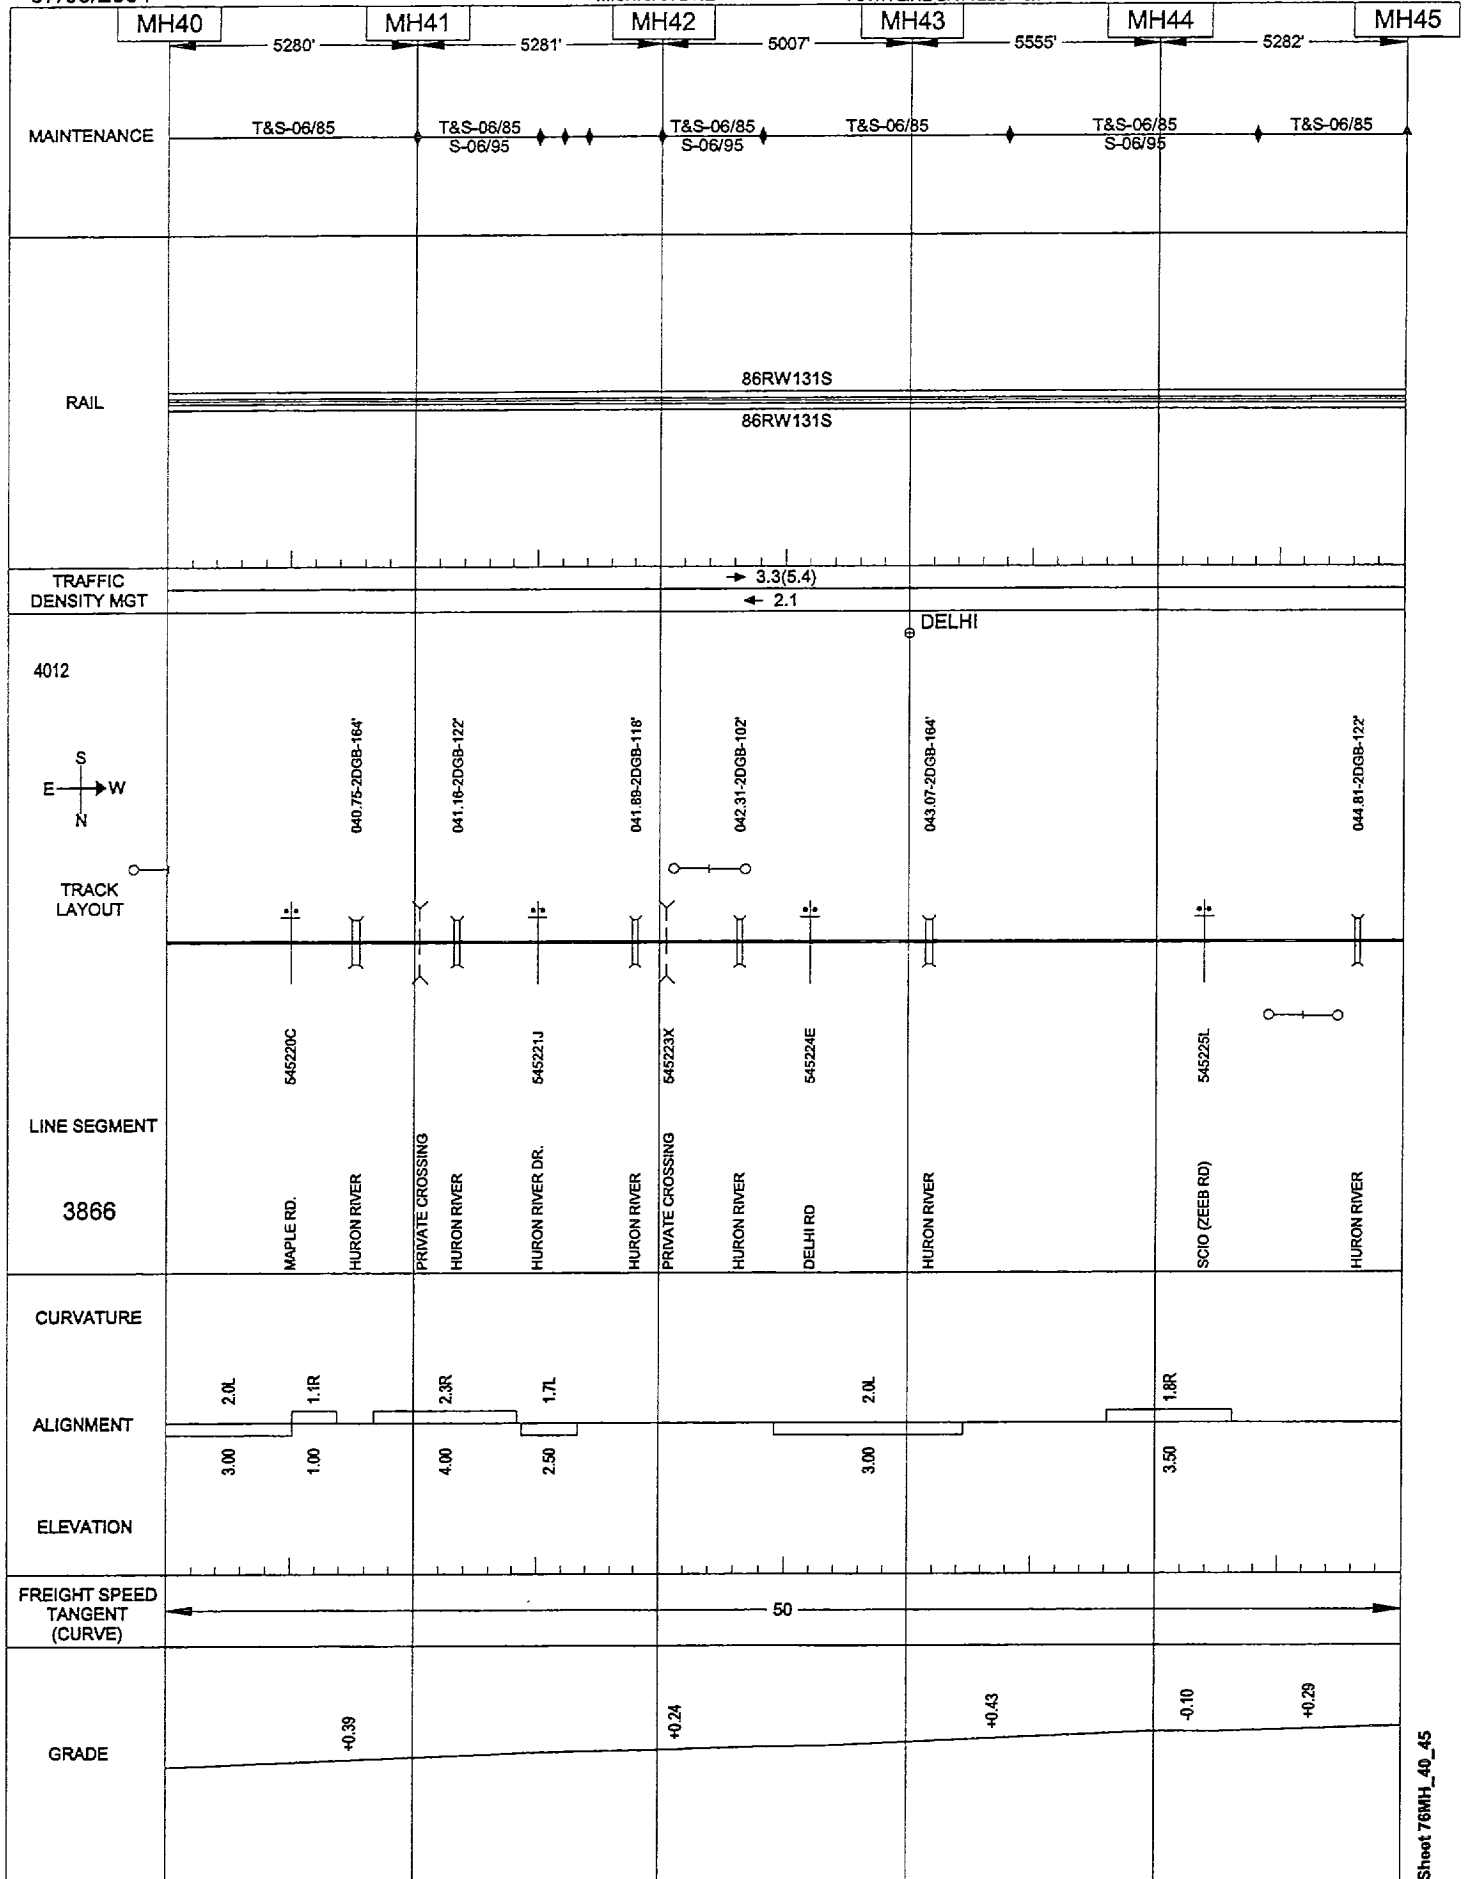 MH40 MH41 MH42 MH43 MH44 MH45
5280' 5281' 5007' 5555' 5282'
MAINTENANCE
T&S-06/85 T&S-06/85 T&S-06/85 T&S-06/85 T&S-06/85 T&S-06/85
S-06/95 S-06/95 S-06/95
86RW131S
RAIL
86RW131S
TRAFFIC
DENSITY MGT
3.3(5.4)
2.1
DELHI
4012
S
E W
N
040.75-2DGB-164'
041.16-2DGB-122'
041.89-2DGB-118'
042.31-2DGB-102'
043.07-2DGB-164'
044.81-2DGB-122'
TRACK
LAYOUT
545220C
545221J
545223X
545224E
545225L
LINE SEGMENT
3866
MAPLE RD.
HURON RIVER
PRIVATE CROSSING
HURON RIVER
HURON RIVER DR.
HURON RIVER
PRIVATE CROSSING
HURON RIVER
DELHI RD
HURON RIVER
SCIO (ZEEB RD)
HURON RIVER
CURVATURE
2.0L 1.1R 2.3R 1.7L 2.0L 1.8R
ALIGNMENT
3.00 1.00 4.00 2.50 3.00 3.50
ELEVATION
FREIGHT SPEED
TANGENT
(CURVE)
50
GRADE
+0.39 +0.24 +0.43 -0.10 +0.29
Sheet 76MH_40_45